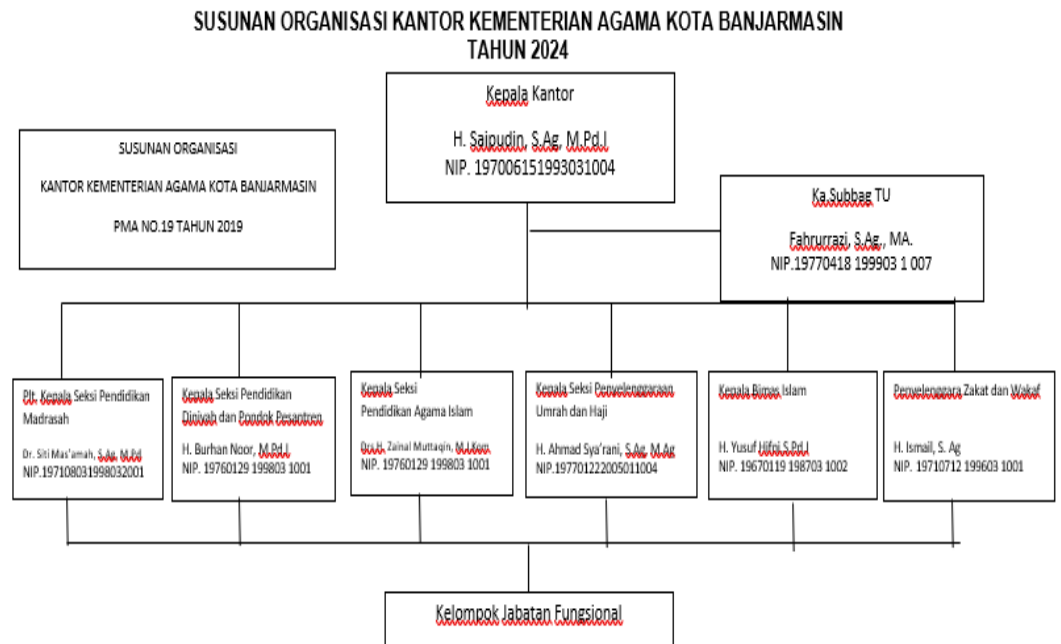 SUSUNAN ORGANISASI KANTOR KEMENTERIAN AGAMA KOTA BANJARMASIN
TAHUN 2024
Kepala Kantor
H. Saipudin, S.Ag, M.Pd.I
NIP. 197006151993031004
SUSUNAN ORGANISASI
KANTOR KEMENTERIAN AGAMA KOTA BANJARMASIN
PMA NO.19 TAHUN 2019
Ka.Subbag TU
Fahrurrazi, S.Ag., MA.
NIP.19770418 199903 1 007
Plt. Kepala Seksi Pendidikan
Madrasah
Dr. Siti Mas'amah, S.Ag, M.Pd
NIP.197108031998032001
Kepala Seksi Pendidikan
Diniyah dan Pondok Pesantren
H. Burhan Noor, M.Pd.I
NIP. 19760129 199803 1001
Kepala Seksi
Pendidikan Agama Islam
Drs.H. Zainal Muttaqin, M.I.Kom
NIP. 19760129 199803 1001
Kepala Seksi Penyelenggaraan
Umrah dan Haji
H. Ahmad Sya'rani, S.Ag, M.Ag
NIP.197701222005011004
Kepala Bimas Islam
H. Yusuf Hifni S.Pd.I
NIP. 19670119 198703 1002
Penyelenggara Zakat dan Wakaf
H. Ismail, S. Ag
NIP. 19710712 199603 1001
Kelompok Jabatan Fungsional